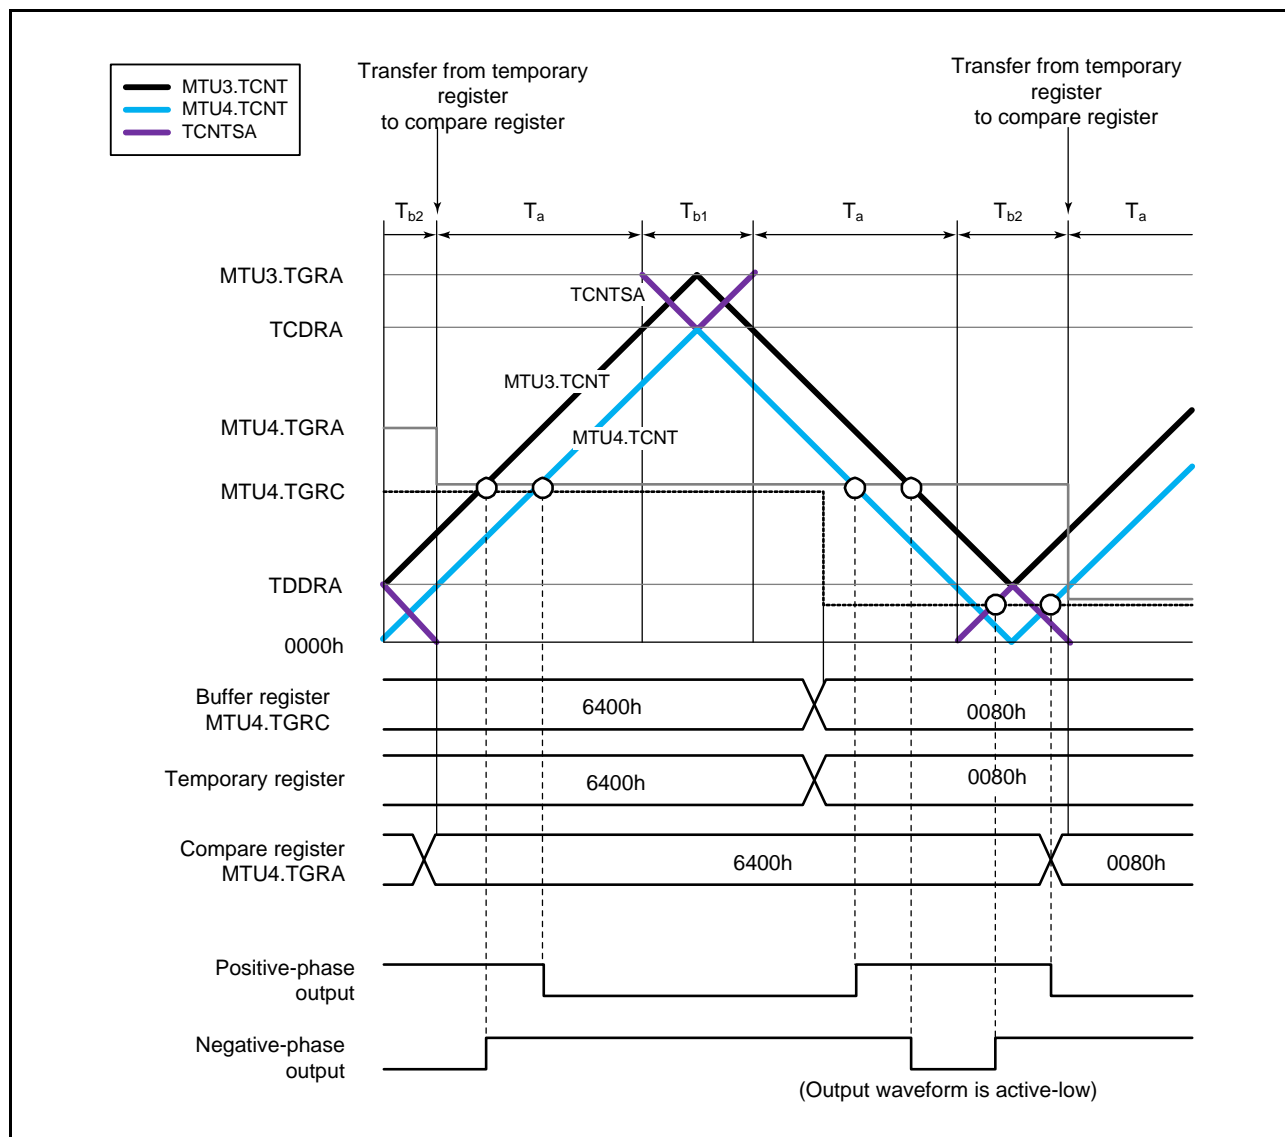 MTU3.TCNT
MTU4.TCNT
TCNTSA
Transfer from temporary
register
to compare register
Transfer from temporary
register
to compare register
Tb2
Ta
Tb1
Ta
Tb2
Ta
MTU3.TGRA
TCNTSA
TCDRA
MTU3.TCNT
MTU4.TGRA
MTU4.TCNT
MTU4.TGRC
TDDRA
0000h
Buffer register
MTU4.TGRC
6400h
0080h
Temporary register
6400h
0080h
Compare register
MTU4.TGRA
6400h
0080h
Positive-phase
output
Negative-phase
output
(Output waveform is active-low)